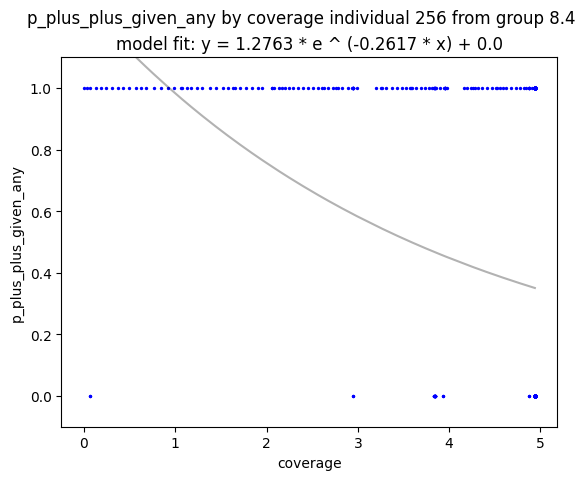 p_plus_plus_given_any by coverage individual 256 from group 8.4
model fit: y = 1.2763 * e ^ (-0.2617 * x) + 0.0
1.0
0.8
0.6
0.4
0.2
0.0
p_plus_plus_given_any
0 1 2 3 4 5
coverage